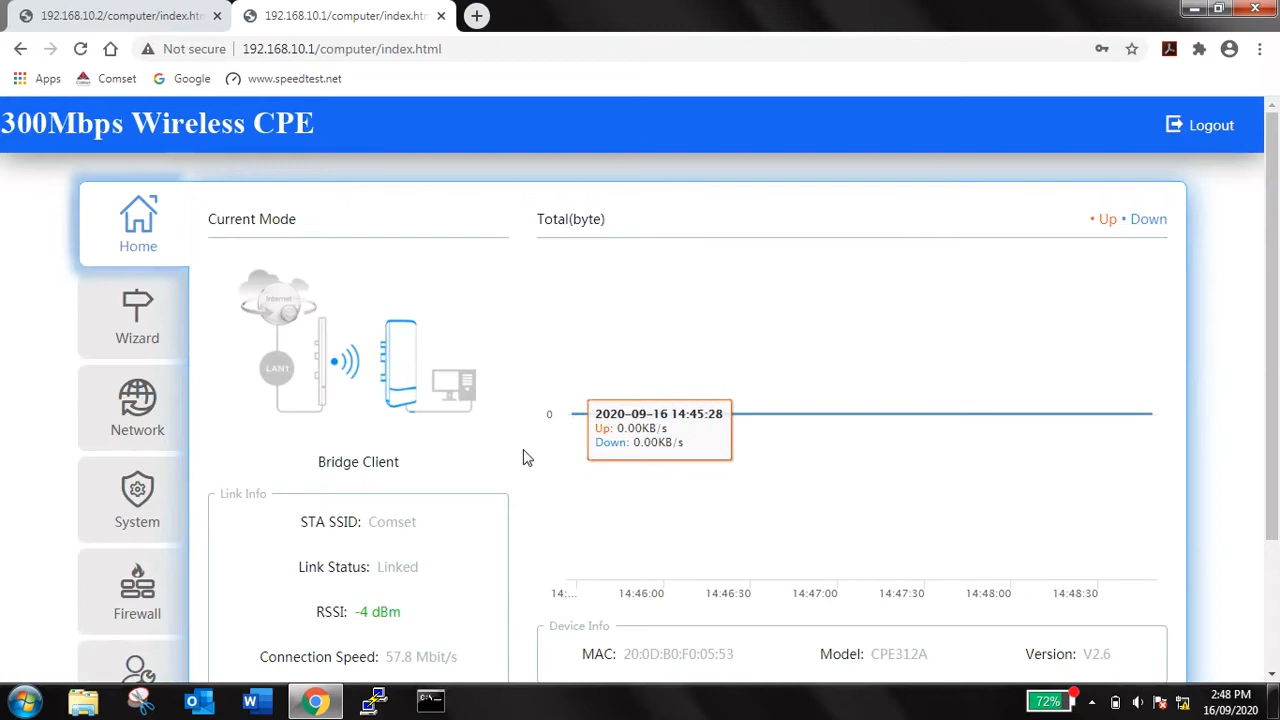 192.168.10.2/computer/index.htm
192.168.10.1/computer/index.htm
Not secure
192.168.10.1/computer/index.html
Apps
Comset
Google
www.speedtest.net
300Mbps Wireless CPE
Logout
Home
Wizard
Network
System
Firewall
Current Mode
Internet
LAN1
Bridge Client
Link Info
STA SSID: Comset
Link Status: Linked
RSSI: -4 dBm
Connection Speed: 57.8 Mbit/s
Total(byte)
• Up • Down
0
2020-09-16 14:45:28
Up: 0.00KB/s
Down: 0.00KB/s
14:... 14:46:00 14:46:30 14:47:00 14:47:30 14:48:00 14:48:30
Device Info
MAC: 20:0D:B0:F0:05:53 Model: CPE312A Version: V2.6
72%
2:48 PM
16/09/2020